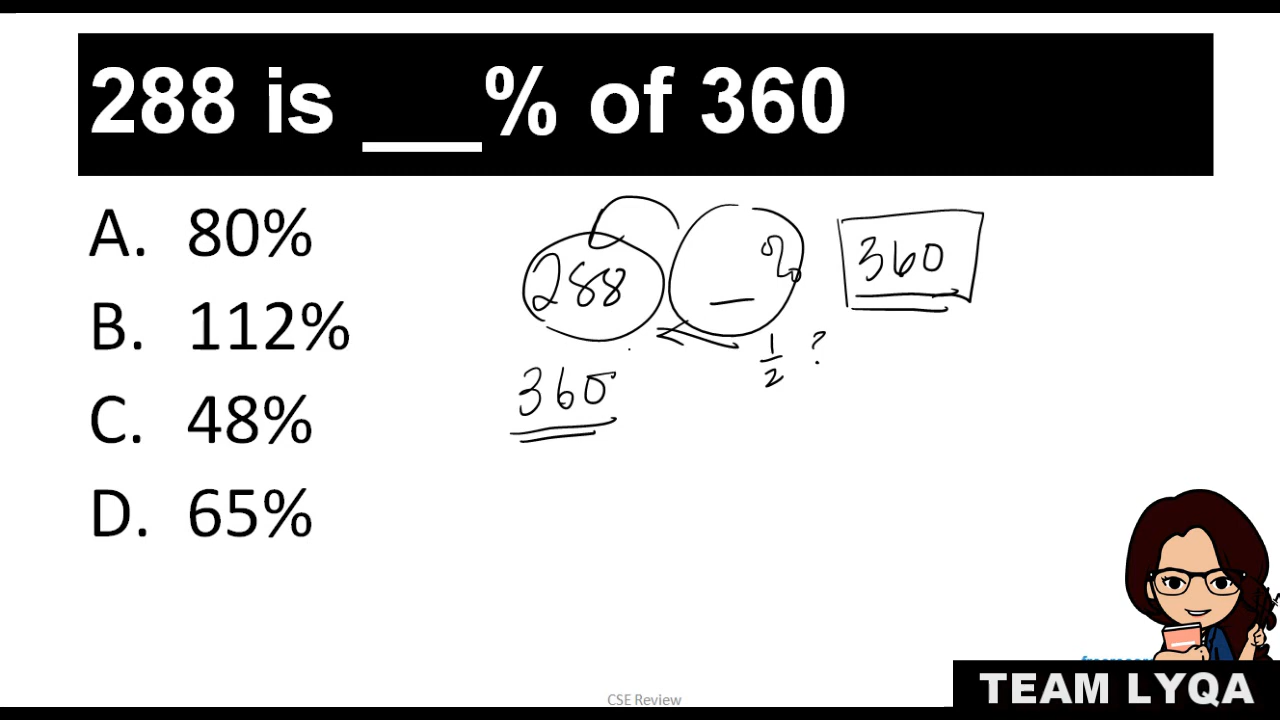 288 is ___% of 360
A. 80%
B. 112%
C. 48%
D. 65%
288 _ % 360
1/2 ?
360
TEAM LYQA
CSE Review